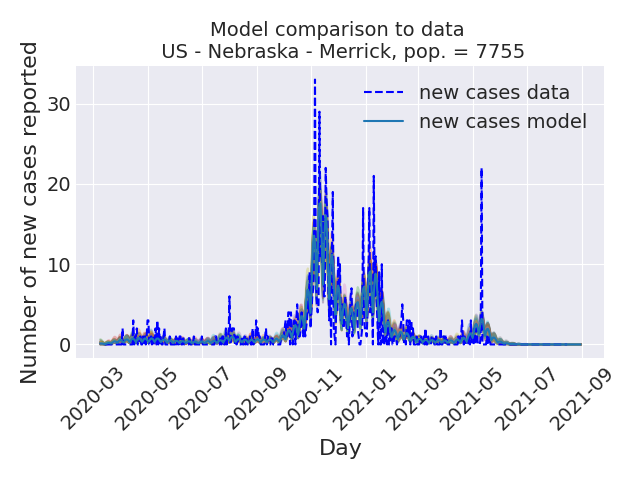 Model comparison to data
US - Nebraska - Merrick, pop. = 7755
Number of new cases reported
30
20
10
0
new cases data
new cases model
2020-03
2020-05
2020-07
2020-09
2020-11
2021-01
2021-03
2021-05
2021-07
2021-09
Day